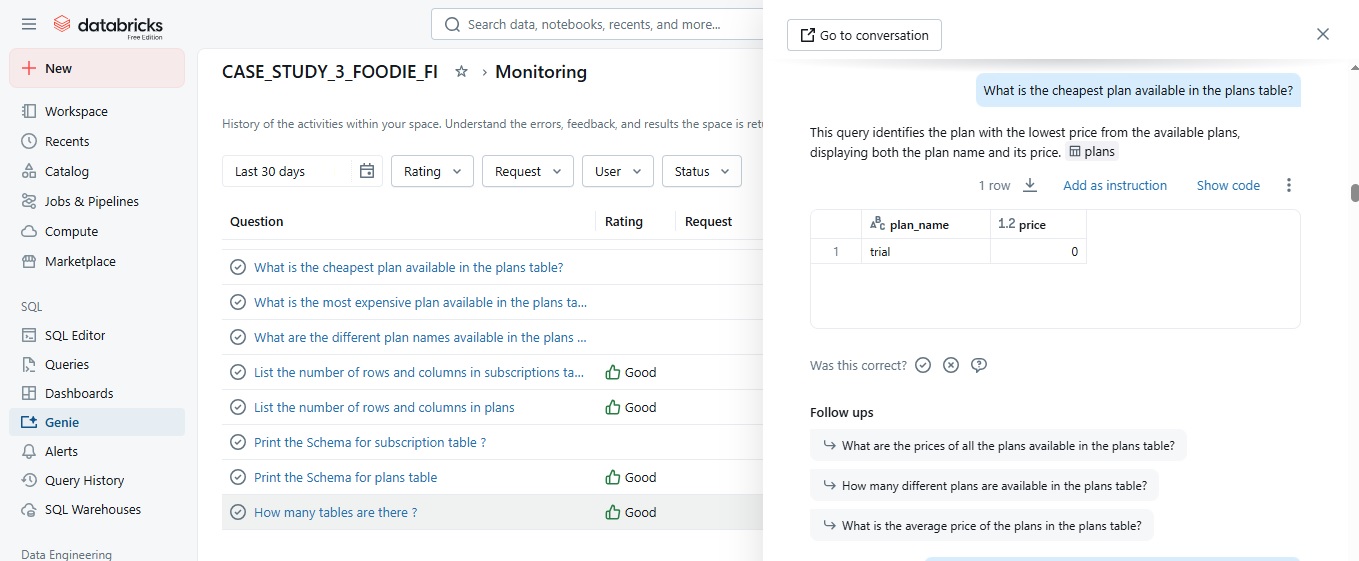 databricks
Free Edition
Search data, notebooks, recents, and more...
New
Workspace
Recents
Catalog
Jobs & Pipelines
Compute
Marketplace
SQL
SQL Editor
Queries
Dashboards
Genie
Alerts
Query History
SQL Warehouses
Data Engineering
CASE_STUDY_3_FOODIE_FI › Monitoring
History of the activities within your space. Understand the errors, feedback, and results the space is retu
Last 30 days Rating Request User Status
Question Rating Request
What is the cheapest plan available in the plans table?
What is the most expensive plan available in the plans ta...
What are the different plan names available in the plans ...
List the number of rows and columns in subscriptions ta... Good
List the number of rows and columns in plans Good
Print the Schema for subscription table ?
Print the Schema for plans table Good
How many tables are there ? Good
Go to conversation
What is the cheapest plan available in the plans table?
This query identifies the plan with the lowest price from the available plans,
displaying both the plan name and its price. plans
1 row Add as instruction Show code
ABC plan_name 1.2 price
1 trial 0
Was this correct?
Follow ups
What are the prices of all the plans available in the plans table?
How many different plans are available in the plans table?
What is the average price of the plans in the plans table?